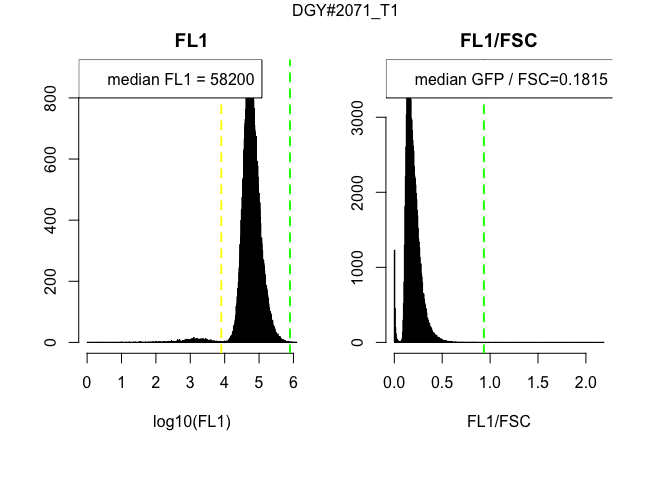 DGY#2071_T1
FL1
FL1/FSC
median FL1 = 58200
median GFP / FSC=0.1815
800
600
400
200
0
3000
2000
1000
0
0 1 2 3 4 5 6
0.0 0.5 1.0 1.5 2.0
log10(FL1)
FL1/FSC